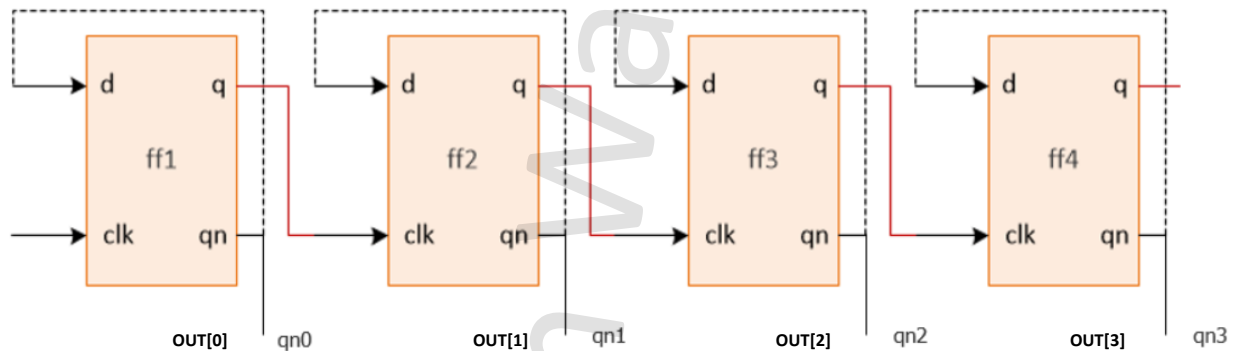 d q d q d q d q
ff1 ff2 ff3 ff4
clk qn clk qn clk qn clk qn
OUT[0] qn0 OUT[1] qn1 OUT[2] qn2 OUT[3] qn3